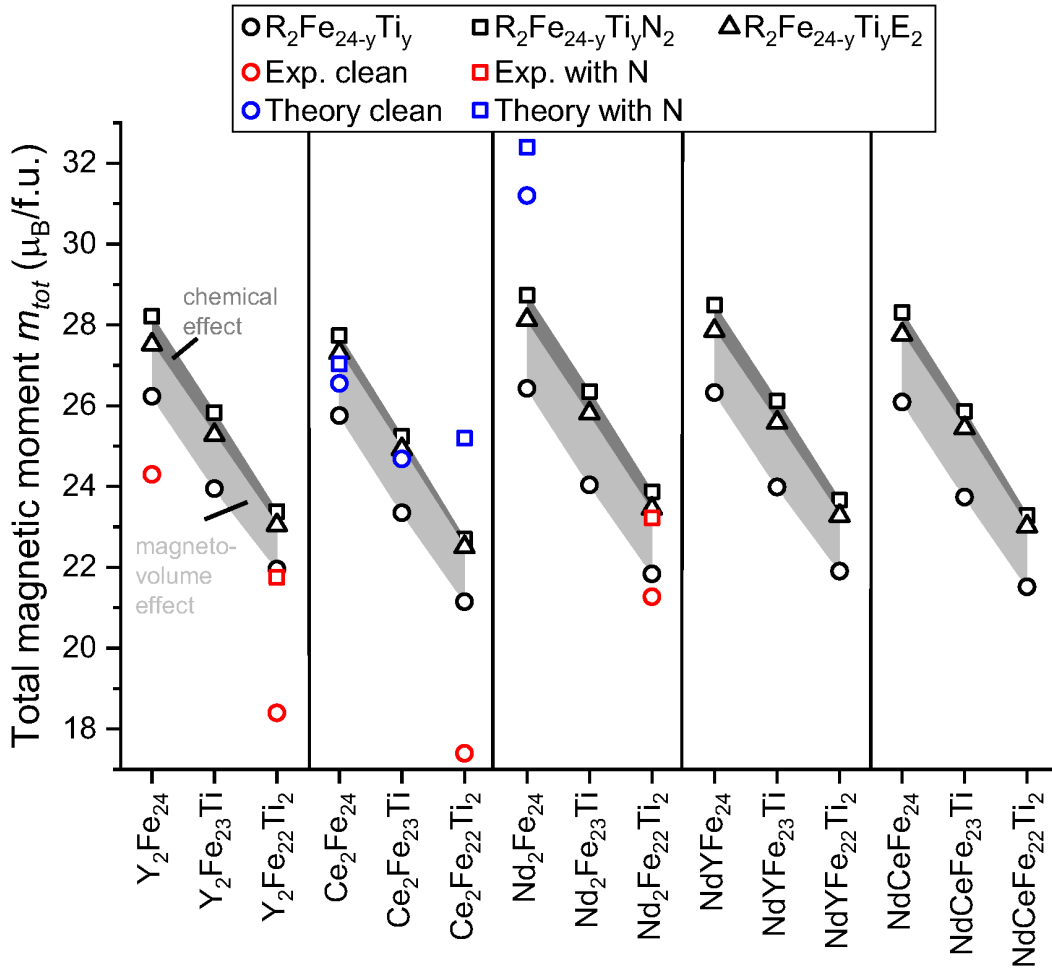 R₂Fe₂₄₋yTiy
R₂Fe₂₄₋yTiyN₂
R₂Fe₂₄₋yTiyE₂
Exp. clean
Exp. with N
Theory clean
Theory with N
Total magnetic moment mtot (μB/f.u.)
32
30
28
26
24
22
20
18
chemical
effect
magneto-
volume
effect
Y₂Fe₂₄
Y₂Fe₂₃Ti
Y₂Fe₂₂Ti₂
Ce₂Fe₂₄
Ce₂Fe₂₃Ti
Ce₂Fe₂₂Ti₂
Nd₂Fe₂₄
Nd₂Fe₂₃Ti
Nd₂Fe₂₂Ti₂
NdYFe₂₄
NdYFe₂₃Ti
NdYFe₂₂Ti₂
NdCeFe₂₄
NdCeFe₂₃Ti
NdCeFe₂₂Ti₂